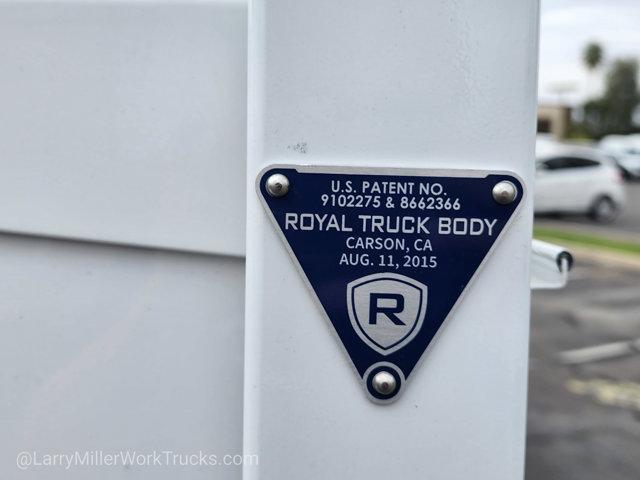 U.S. PATENT NO.
9102275 & 8662366
ROYAL TRUCK BODY
CARSON, CA
AUG. 11, 2015
R
@LarryMillerWorkTrucks.com